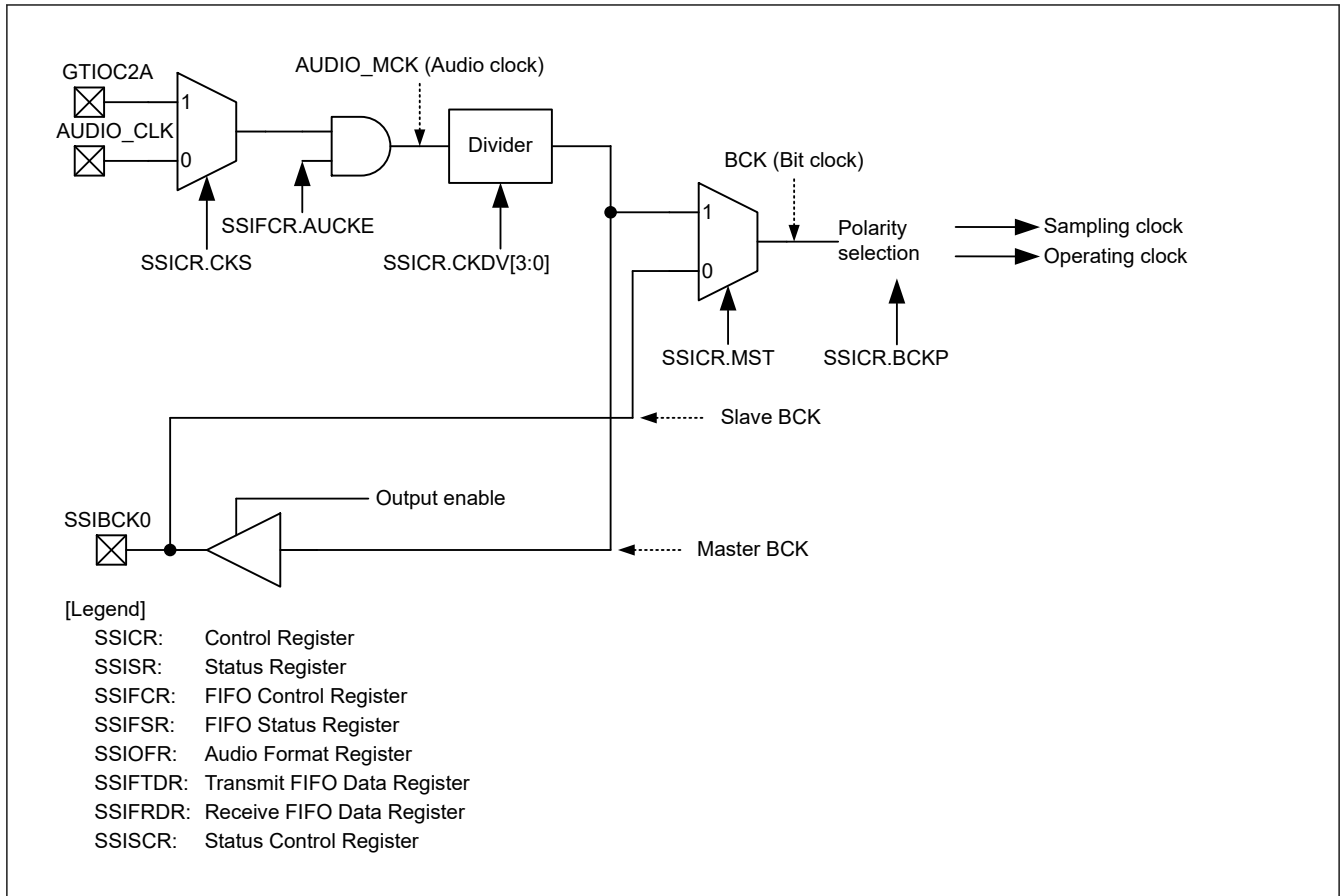 GTIOC2A
AUDIO_MCK (Audio clock)
1
AUDIO_CLK
0
Divider
BCK (Bit clock)
SSIFCR.AUCKE
SSICR.CKS
SSICR.CKDV[3:0]
1
0
Polarity
selection
Sampling clock
Operating clock
SSICR.MST
SSICR.BCKP
Slave BCK
Output enable
SSIBCK0
Master BCK
[Legend]
SSICR: Control Register
SSISR: Status Register
SSIFCR: FIFO Control Register
SSIFSR: FIFO Status Register
SSIOFR: Audio Format Register
SSIFTDR: Transmit FIFO Data Register
SSIFRDR: Receive FIFO Data Register
SSISCR: Status Control Register